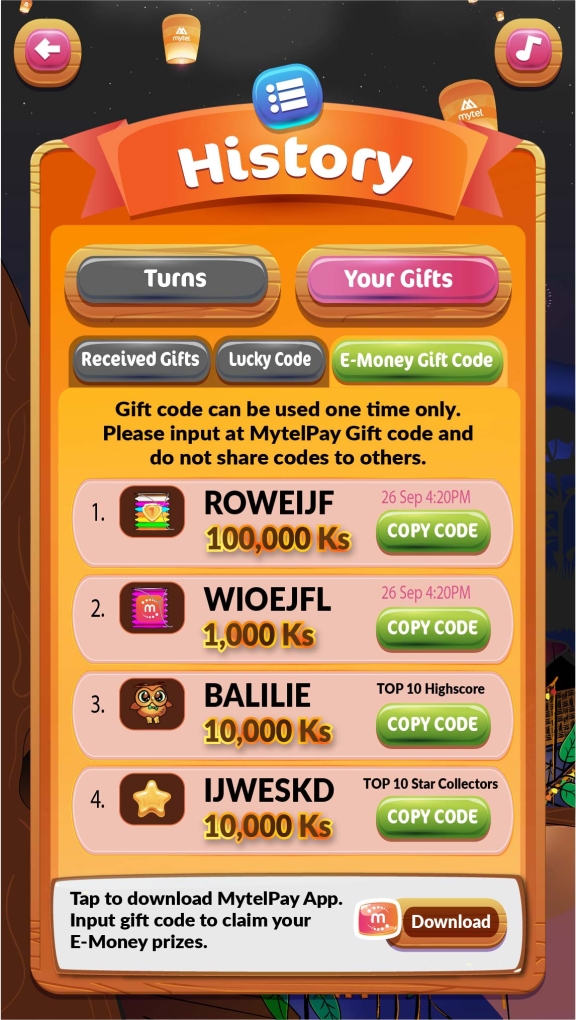 mytel
mytel
History
Turns
Your Gifts
Received Gifts
Lucky Code
E-Money Gift Code
Gift code can be used one time only.
Please input at MytelPay Gift code and
do not share codes to others.
1.
ROWEIJF
100,000 Ks
26 Sep 4:20PM
COPY CODE
2.
m
WIOEJFL
1,000 Ks
26 Sep 4:20PM
COPY CODE
3.
BALILIE
10,000 Ks
TOP 10 Highscore
COPY CODE
4.
IJWESKD
10,000 Ks
TOP 10 Star Collectors
COPY CODE
Tap to download MytelPay App.
Input gift code to claim your
E-Money prizes.
m
Download